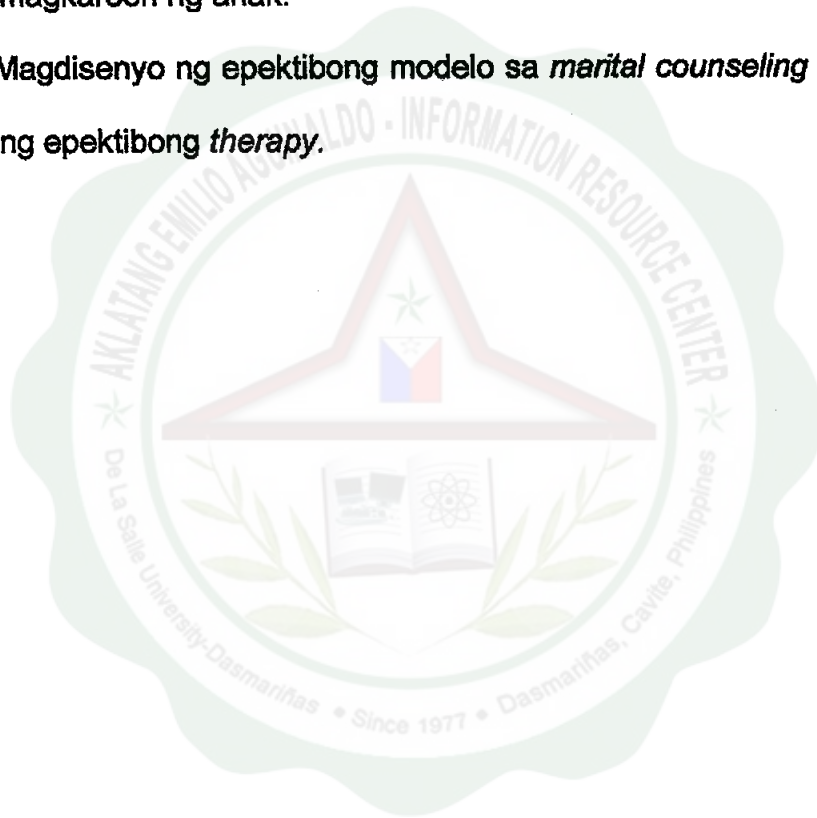 magkaroon ng anak.
Magdisenyo ng epektibong modelo sa marital counseling
ng epektibong therapy.
AKLATANG EMILIO AGUINALDO - INFORMATION RESOURCE CENTER
De La Salle University-Dasmariñas • Since 1977 • Dasmariñas, Cavite, Philippines